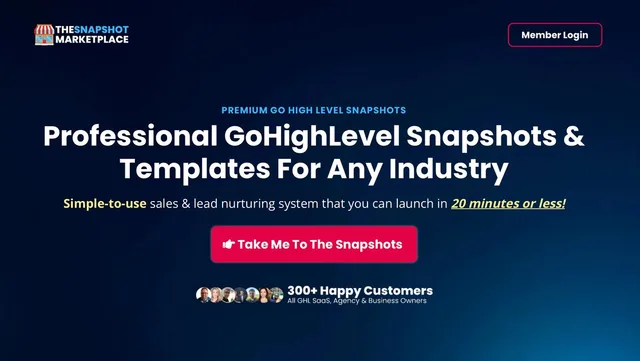 THESNAPSHOT
MARKETPLACE
Member Login
PREMIUM GO HIGH LEVEL SNAPSHOTS
Professional GoHighLevel Snapshots &
Templates For Any Industry
Simple-to-use sales & lead nurturing system that you can launch in 20 minutes or less!
Take Me To The Snapshots
300+ Happy Customers
All GHL SaaS, Agency & Business Owners